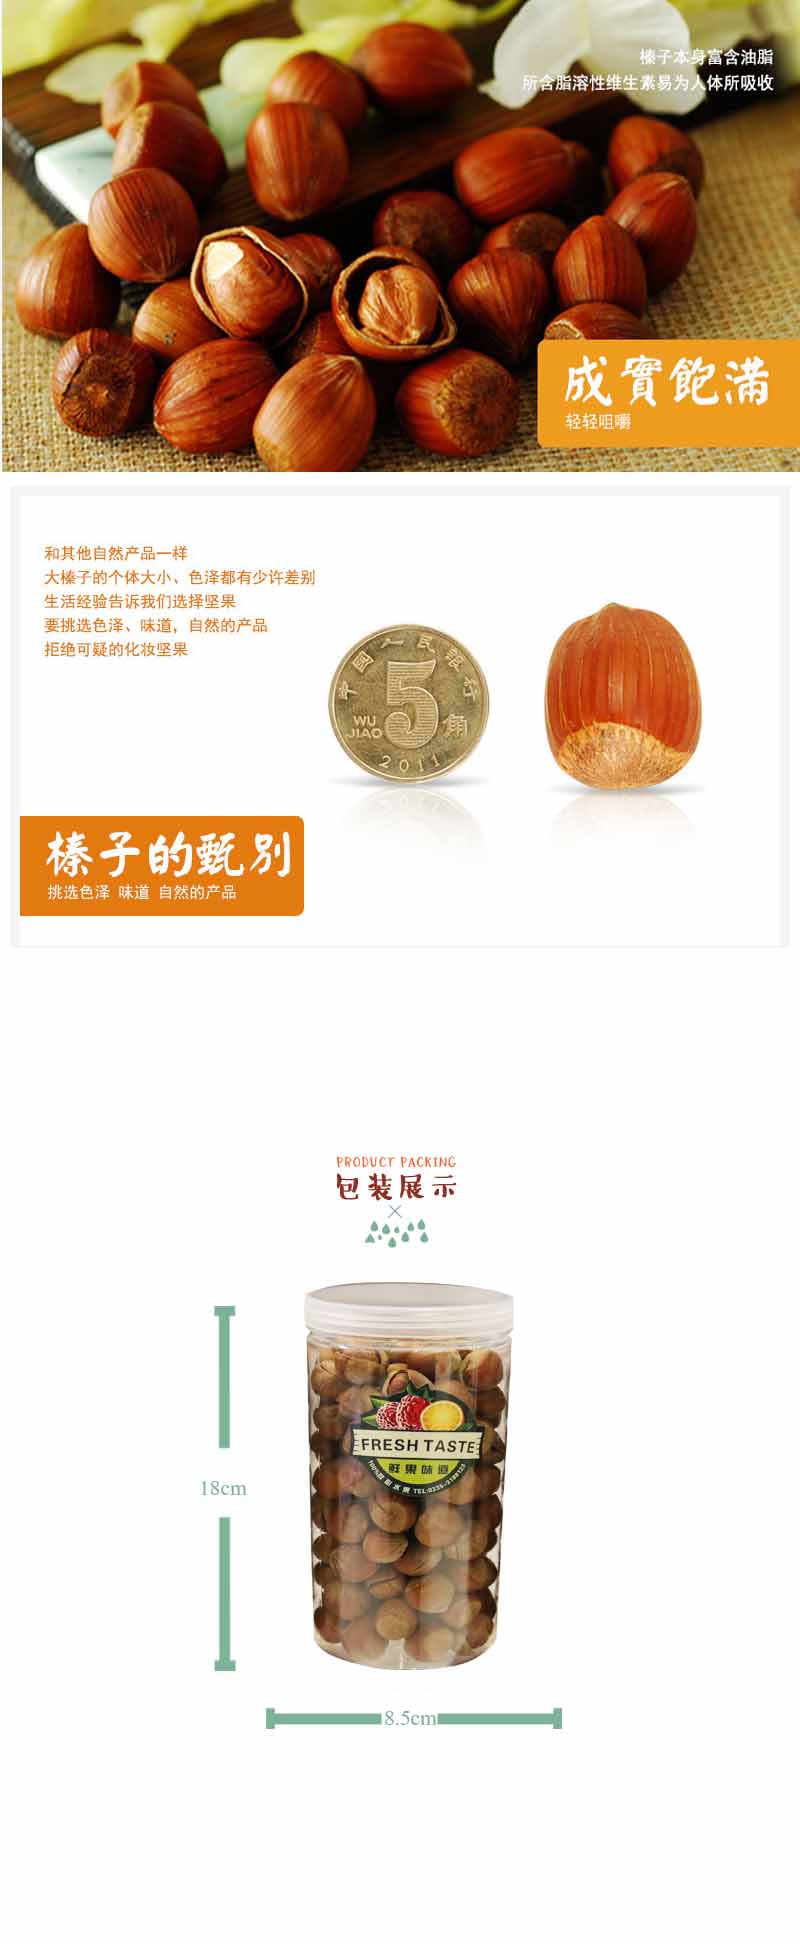 榛子本身富含油脂
所含脂溶性维生素易为人体所吸收
成實飽满
轻轻咀嚼
和其他自然产品一样
大榛子的个体大小、色泽都有少许差别
生活经验告诉我们选择坚果
要挑选色泽、味道，自然的产品
拒绝可疑的化妆坚果
中国人民银行
5
WU
JIAO
角
2011
榛子的甄别
挑选色泽 味道 自然的产品
PRODUCT PACKING
包装展示
FRESH TASTE
鲜果味道
18cm
8.5cm